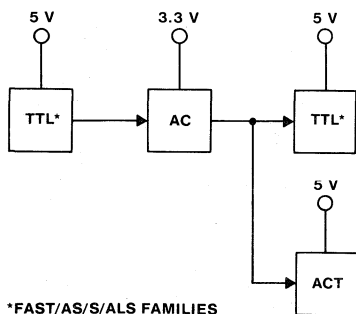 5 V 3.3 V 5 V
TTL* AC TTL*
5 V
ACT
*FAST/AS/S/ALS FAMILIES